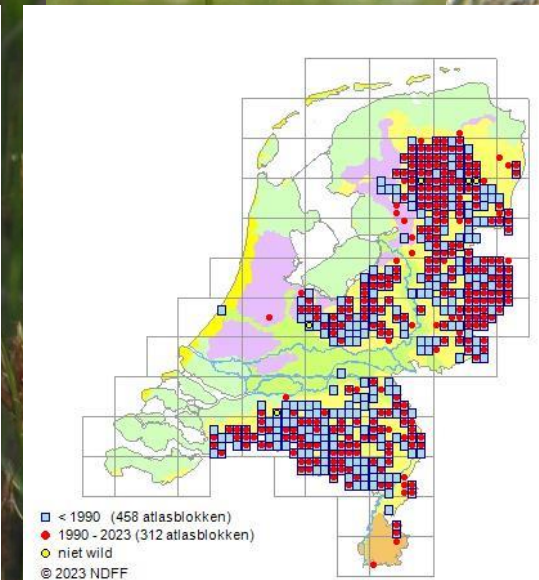 < 1990 (458 atlasblokken)
1990 - 2023 (312 atlasblokken)
niet wild
© 2023 NDFF